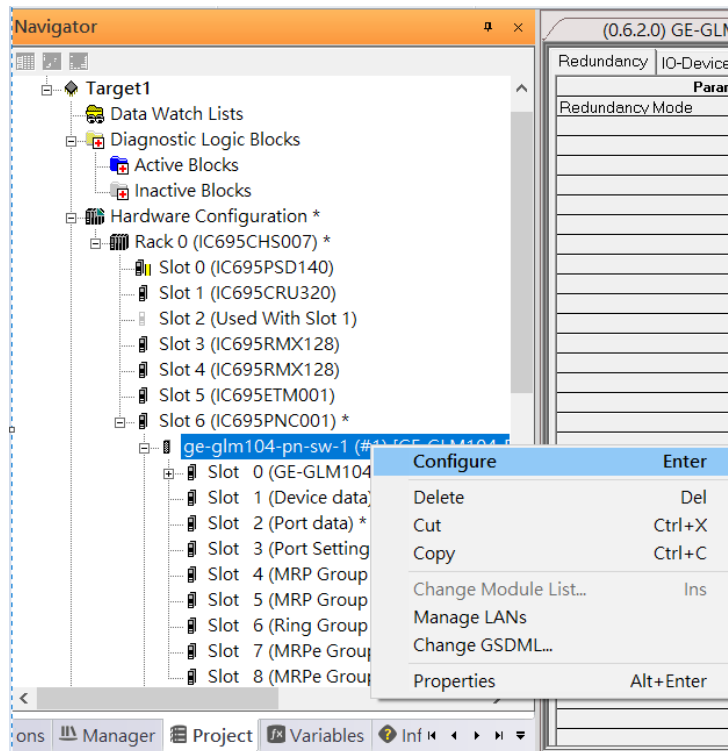 Navigator
Target1
Data Watch Lists
Diagnostic Logic Blocks
Active Blocks
Inactive Blocks
Hardware Configuration *
Rack 0 (IC695CHS007) *
Slot 0 (IC695PSD140)
Slot 1 (IC695CRU320)
Slot 2 (Used With Slot 1)
Slot 3 (IC695RMX128)
Slot 4 (IC695RMX128)
Slot 5 (IC695ETM001)
Slot 6 (IC695PNC001) *
ge-glm104-pn-sw-1 (#1) [GE-GLM104-
Slot 0 (GE-GLM104
Slot 1 (Device data)
Slot 2 (Port data) *
Slot 3 (Port Setting
Slot 4 (MRP Group
Slot 5 (MRP Group
Slot 6 (Ring Group
Slot 7 (MRPe Group
Slot 8 (MRPe Group
Configure Enter
Delete Del
Cut Ctrl+X
Copy Ctrl+C
Change Module List... Ins
Manage LANs
Change GSDML...
Properties Alt+Enter
ons Manager Project Variables Inf
(0.6.2.0) GE-GLM
Redundancy IO-Device
Param
Redundancy Mode